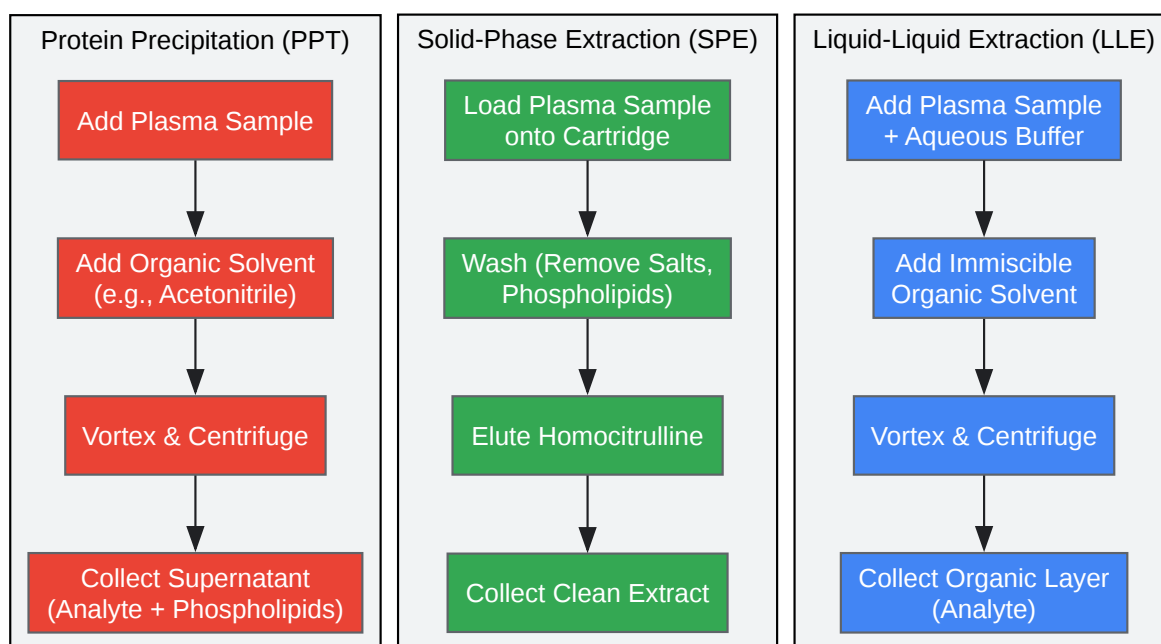 Protein Precipitation (PPT)
Add Plasma Sample
Add Organic Solvent
(e.g., Acetonitrile)
Vortex & Centrifuge
Collect Supernatant
(Analyte + Phospholipids)
Solid-Phase Extraction (SPE)
Load Plasma Sample
onto Cartridge
Wash (Remove Salts,
Phospholipids)
Elute Homocitrulline
Collect Clean Extract
Liquid-Liquid Extraction (LLE)
Add Plasma Sample
+ Aqueous Buffer
Add Immiscible
Organic Solvent
Vortex & Centrifuge
Collect Organic Layer
(Analyte)